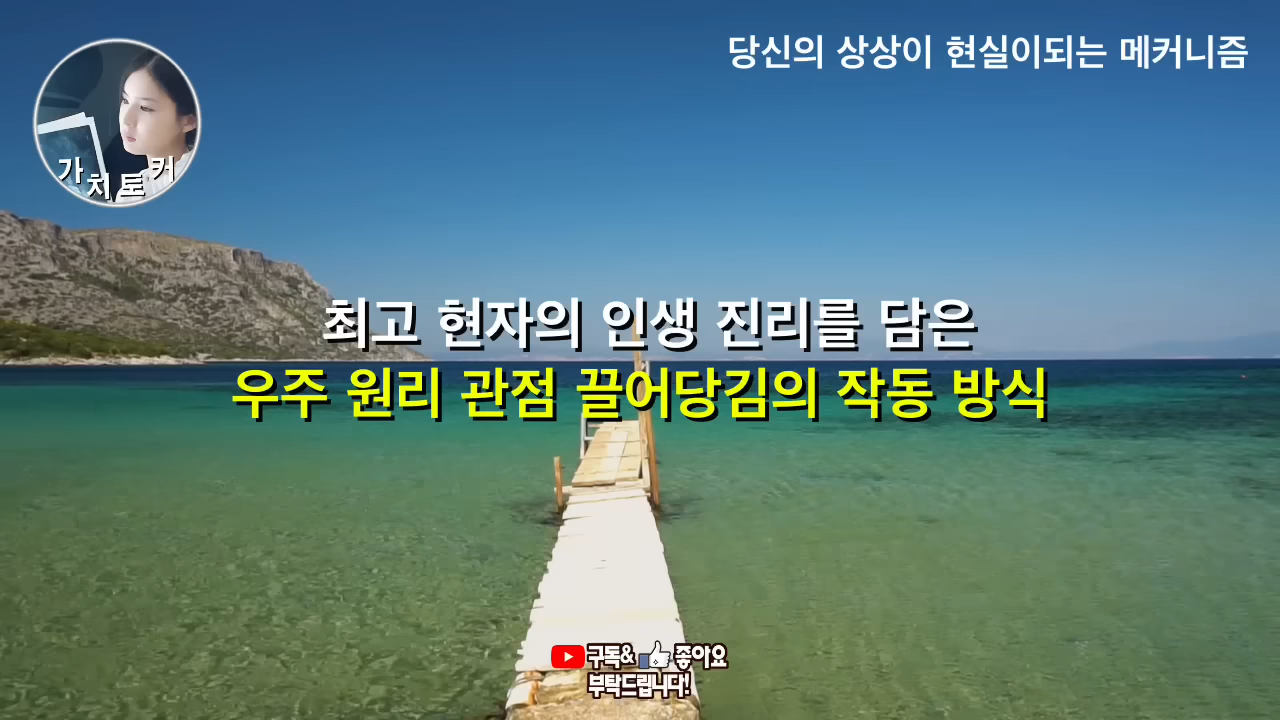 당신의 상상이 현실이되는 메커니즘
가치토커
최고 현자의 인생 진리를 담은
우주 원리 관점 끌어당김의 작동 방식
구독& 좋아요
부탁드립니다!